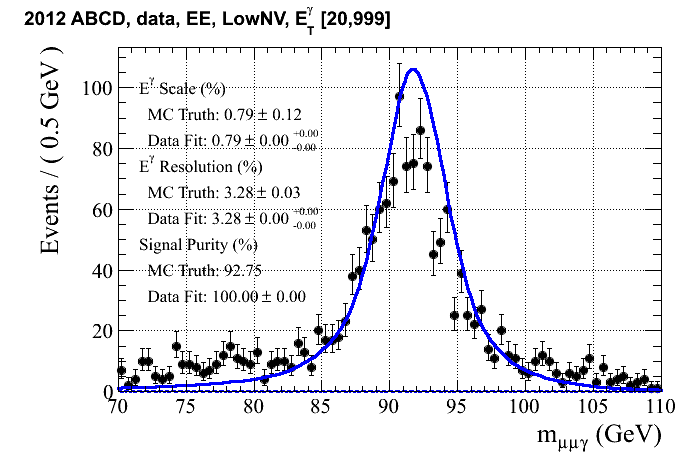 2012 ABCD, data, EE, LowNV, E_T^γ [20,999]
Events / ( 0.5 GeV )
100
80
60
40
20
0
E^γ Scale (%)
MC Truth: 0.79 ± 0.12
Data Fit: 0.79 ± 0.00 +0.00 -0.00
E^γ Resolution (%)
MC Truth: 3.28 ± 0.03
Data Fit: 3.28 ± 0.00 +0.00 -0.00
Signal Purity (%)
MC Truth: 92.75
Data Fit: 100.00 ± 0.00
70 75 80 85 90 95 100 105 110
m_μμγ (GeV)